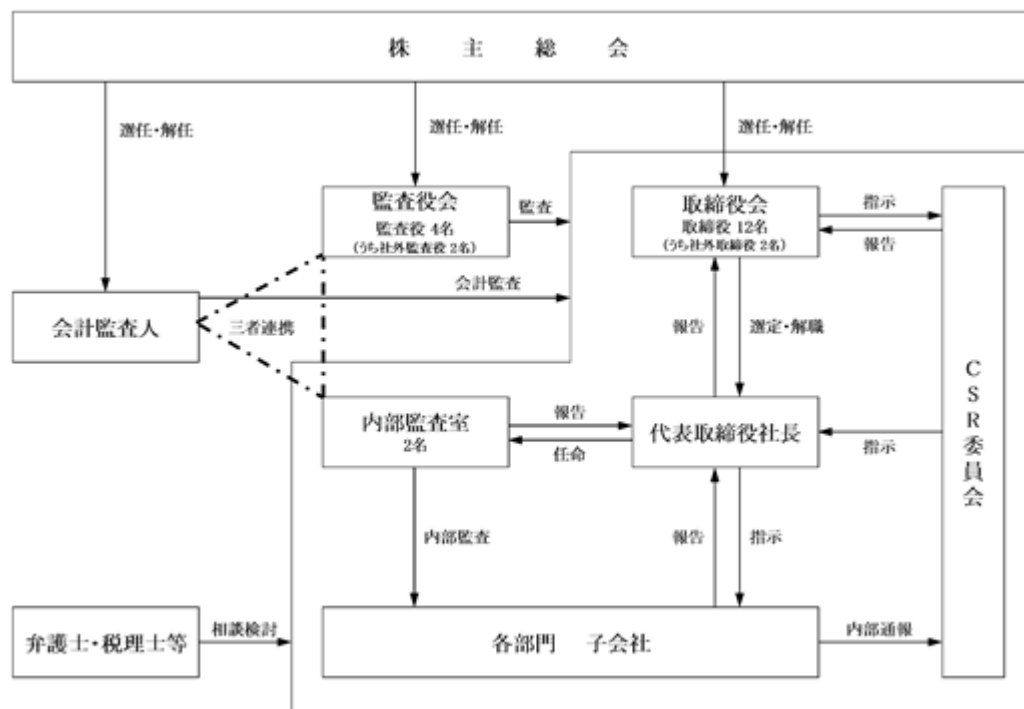 株主総会
選任・解任
選任・解任
選任・解任
監査役会
監査役 4名
(うち社外監査役 2名)
監査
取締役会
取締役 12名
(うち社外取締役 2名)
指示
報告
会計監査
会計監査人
三者連携
報告
選定・解職
CSR委員会
内部監査室
2名
報告
任命
代表取締役社長
指示
内部監査
報告
指示
弁護士・税理士等
相談検討
各部門 子会社
内部通報